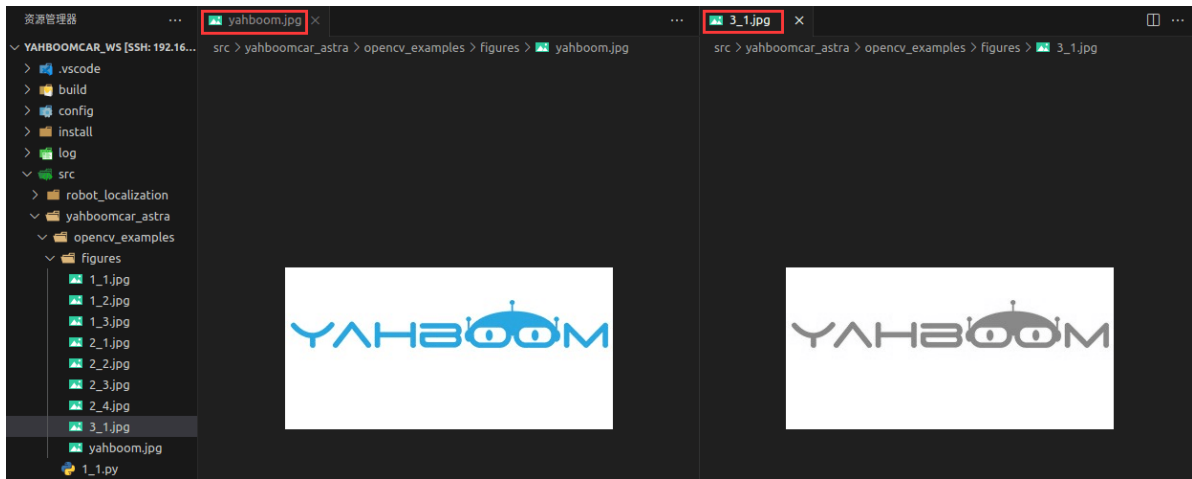 资源管理器
YAHBOOMCAR_WS [SSH: 192.16...
.vscode
build
config
install
log
src
robot_localization
yahboomcar_astra
opencv_examples
figures
1_1.jpg
1_2.jpg
1_3.jpg
2_1.jpg
2_2.jpg
2_3.jpg
2_4.jpg
3_1.jpg
yahboom.jpg
1_1.py
yahboom.jpg
src > yahboomcar_astra > opencv_examples > figures > yahboom.jpg
YAHBOOM
3_1.jpg
src > yahboomcar_astra > opencv_examples > figures > 3_1.jpg
YAHBOOM